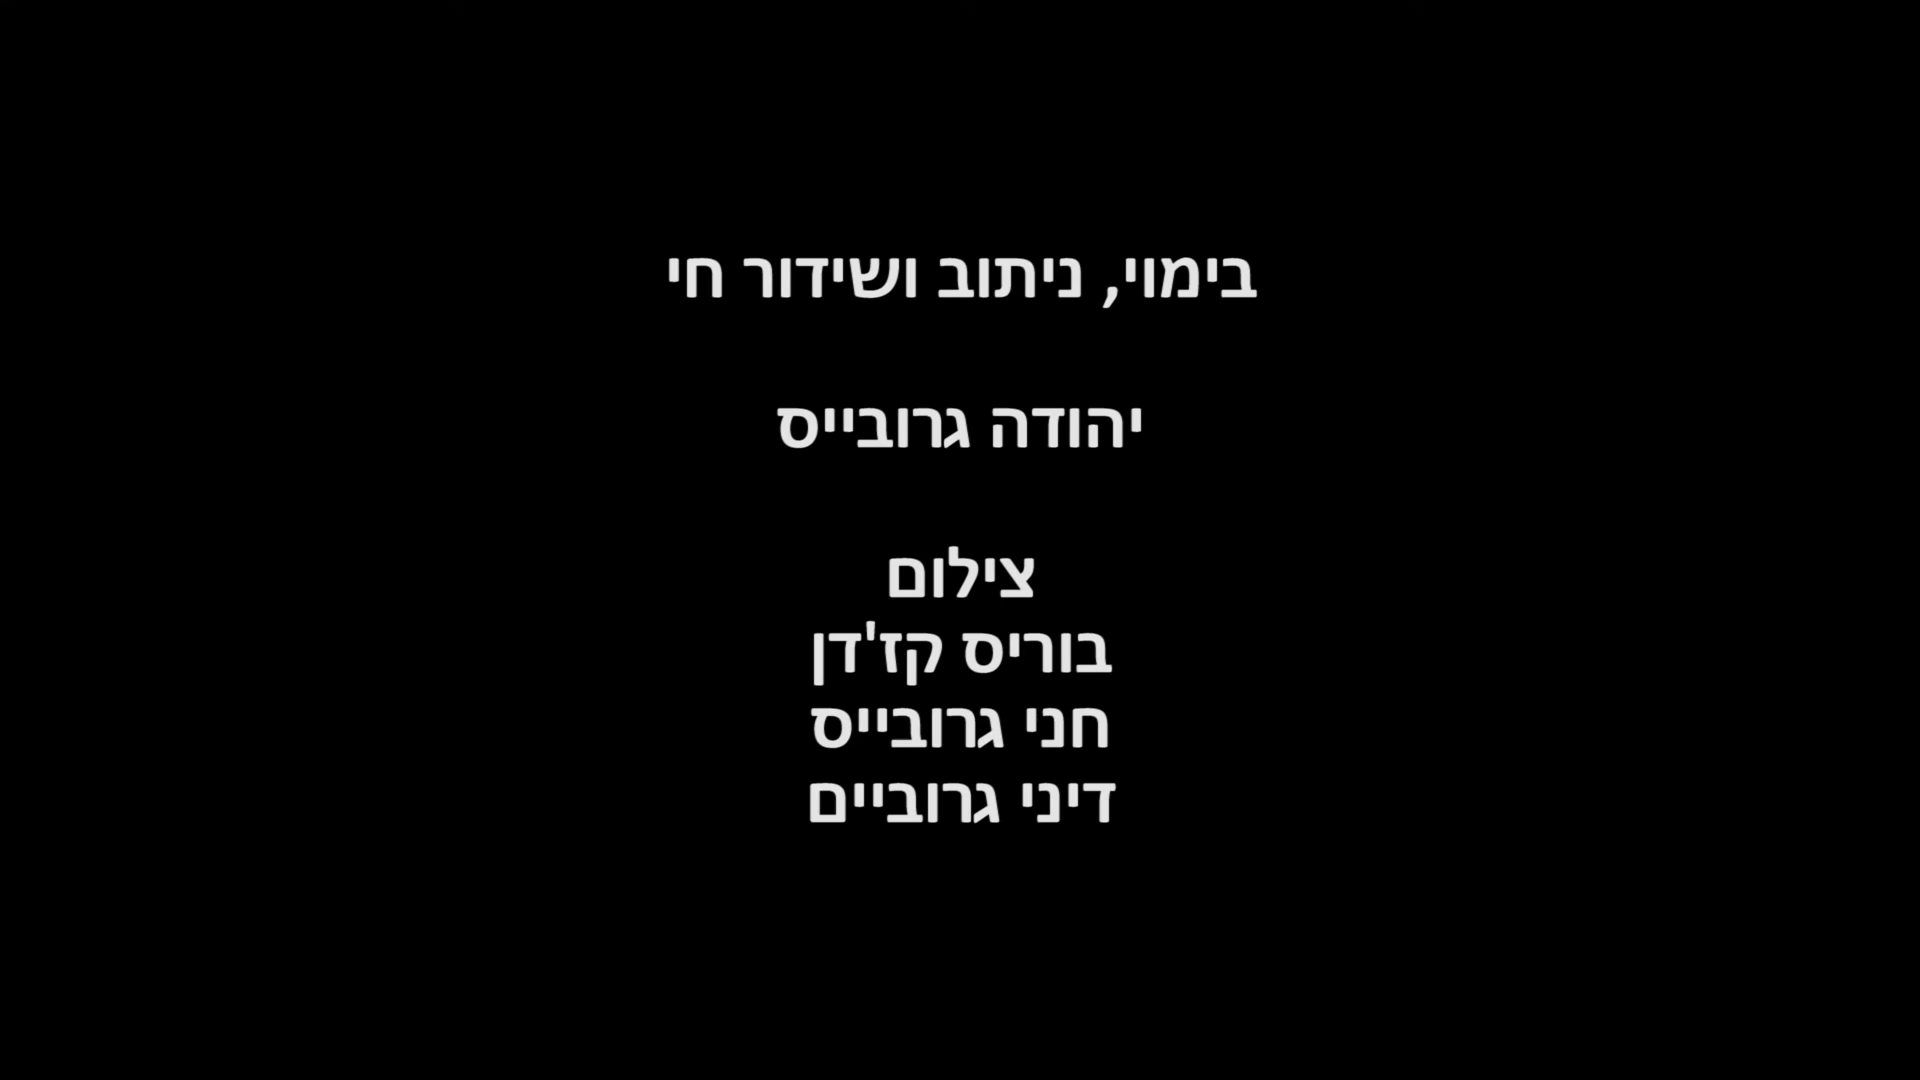 בימוי, ניתוב ושידור חי
יהודה גרובייס
צילום
בוריס קז'דן
חני גרובייס
דיני גרוביים